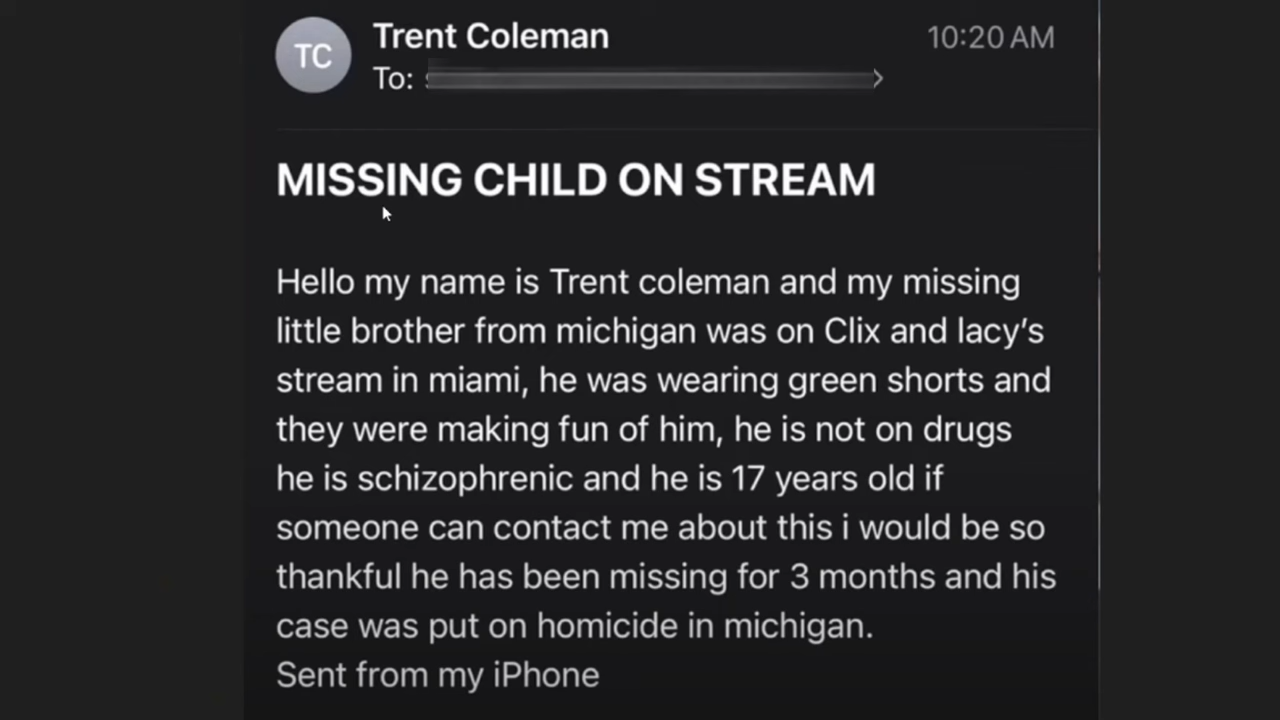 TC
Trent Coleman
10:20 AM
To:
MISSING CHILD ON STREAM
Hello my name is Trent coleman and my missing
little brother from michigan was on Clix and lacy’s
stream in miami, he was wearing green shorts and
they were making fun of him, he is not on drugs
he is schizophrenic and he is 17 years old if
someone can contact me about this i would be so
thankful he has been missing for 3 months and his
case was put on homicide in michigan.
Sent from my iPhone